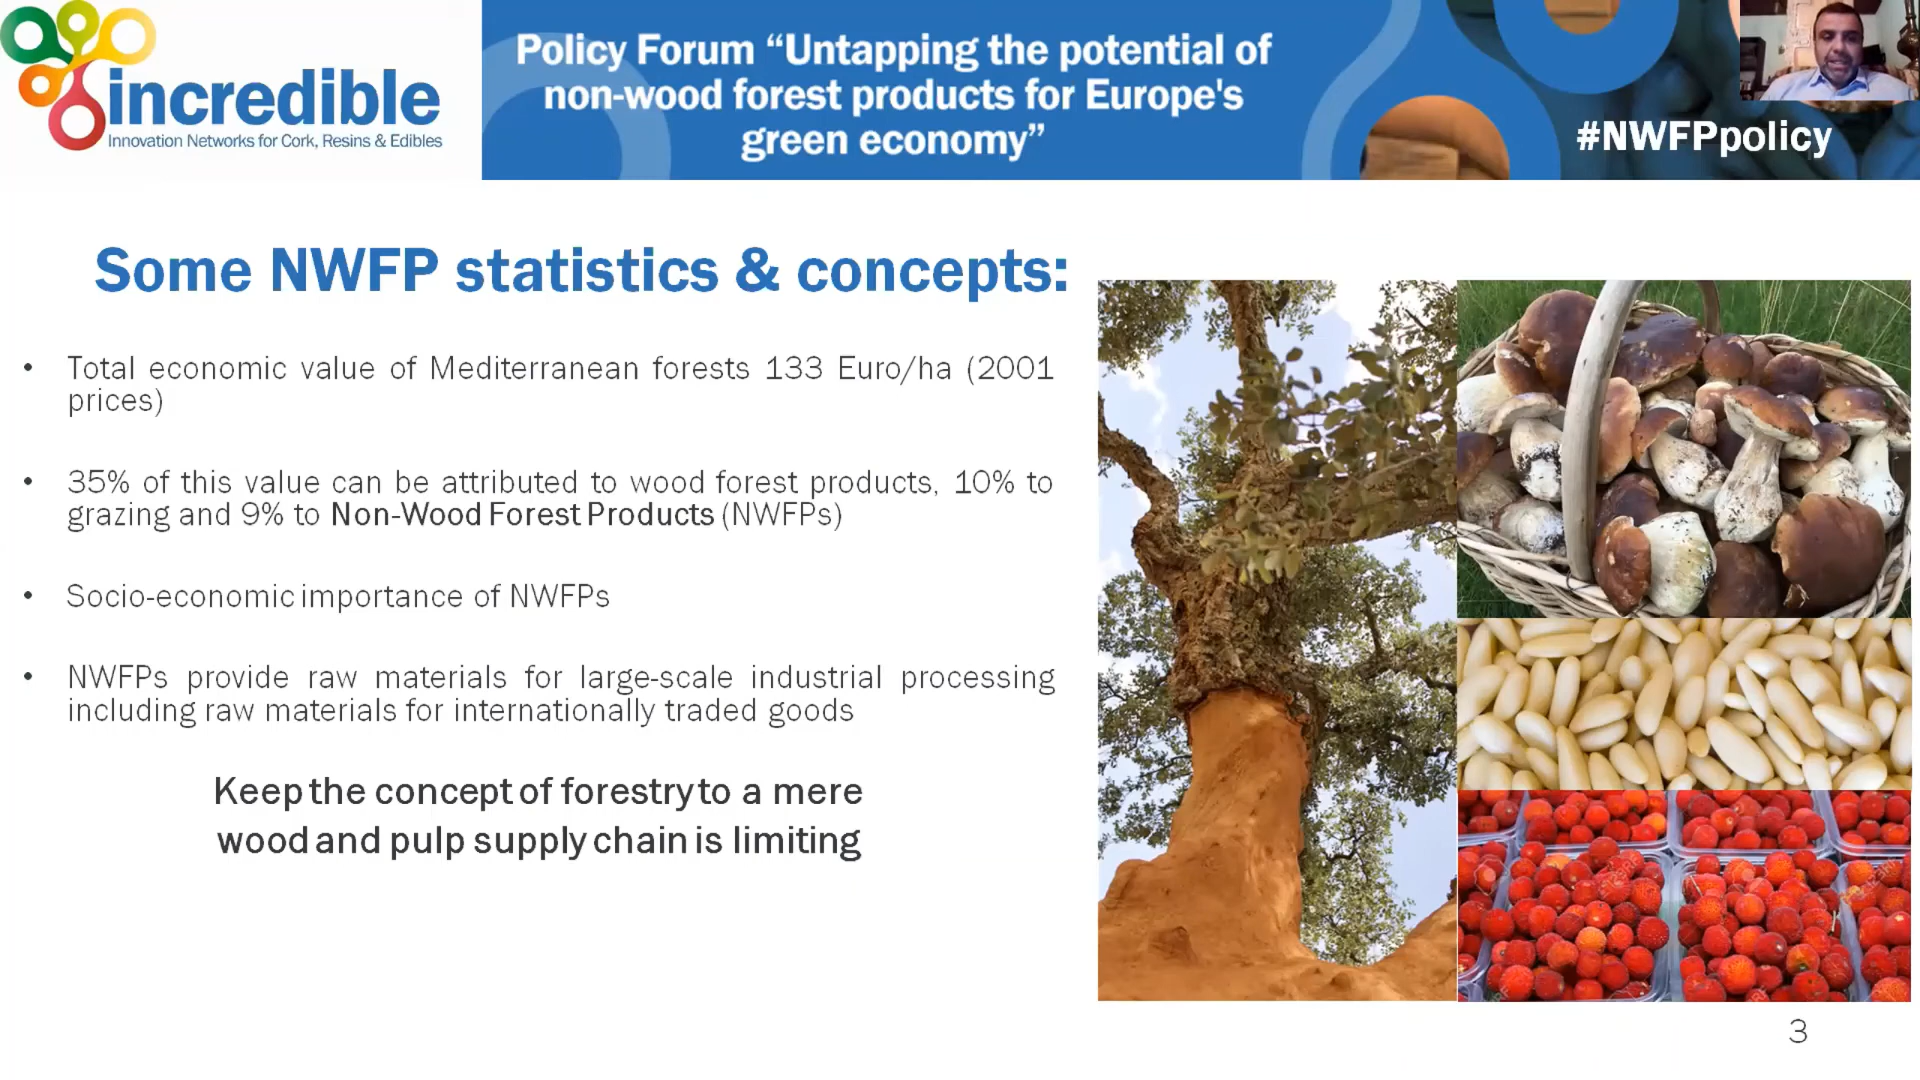 incredible
Innovation Networks for Cork, Resins & Edibles
Policy Forum “Untapping the potential of
non-wood forest products for Europe's
green economy”
#NWFPpolicy
Some NWFP statistics & concepts:
• Total economic value of Mediterranean forests 133 Euro/ha (2001
prices)
• 35% of this value can be attributed to wood forest products, 10% to
grazing and 9% to Non-Wood Forest Products (NWFPs)
• Socio-economic importance of NWFPs
• NWFPs provide raw materials for large-scale industrial processing
including raw materials for internationally traded goods
Keep the concept of forestry to a mere
wood and pulp supply chain is limiting
3